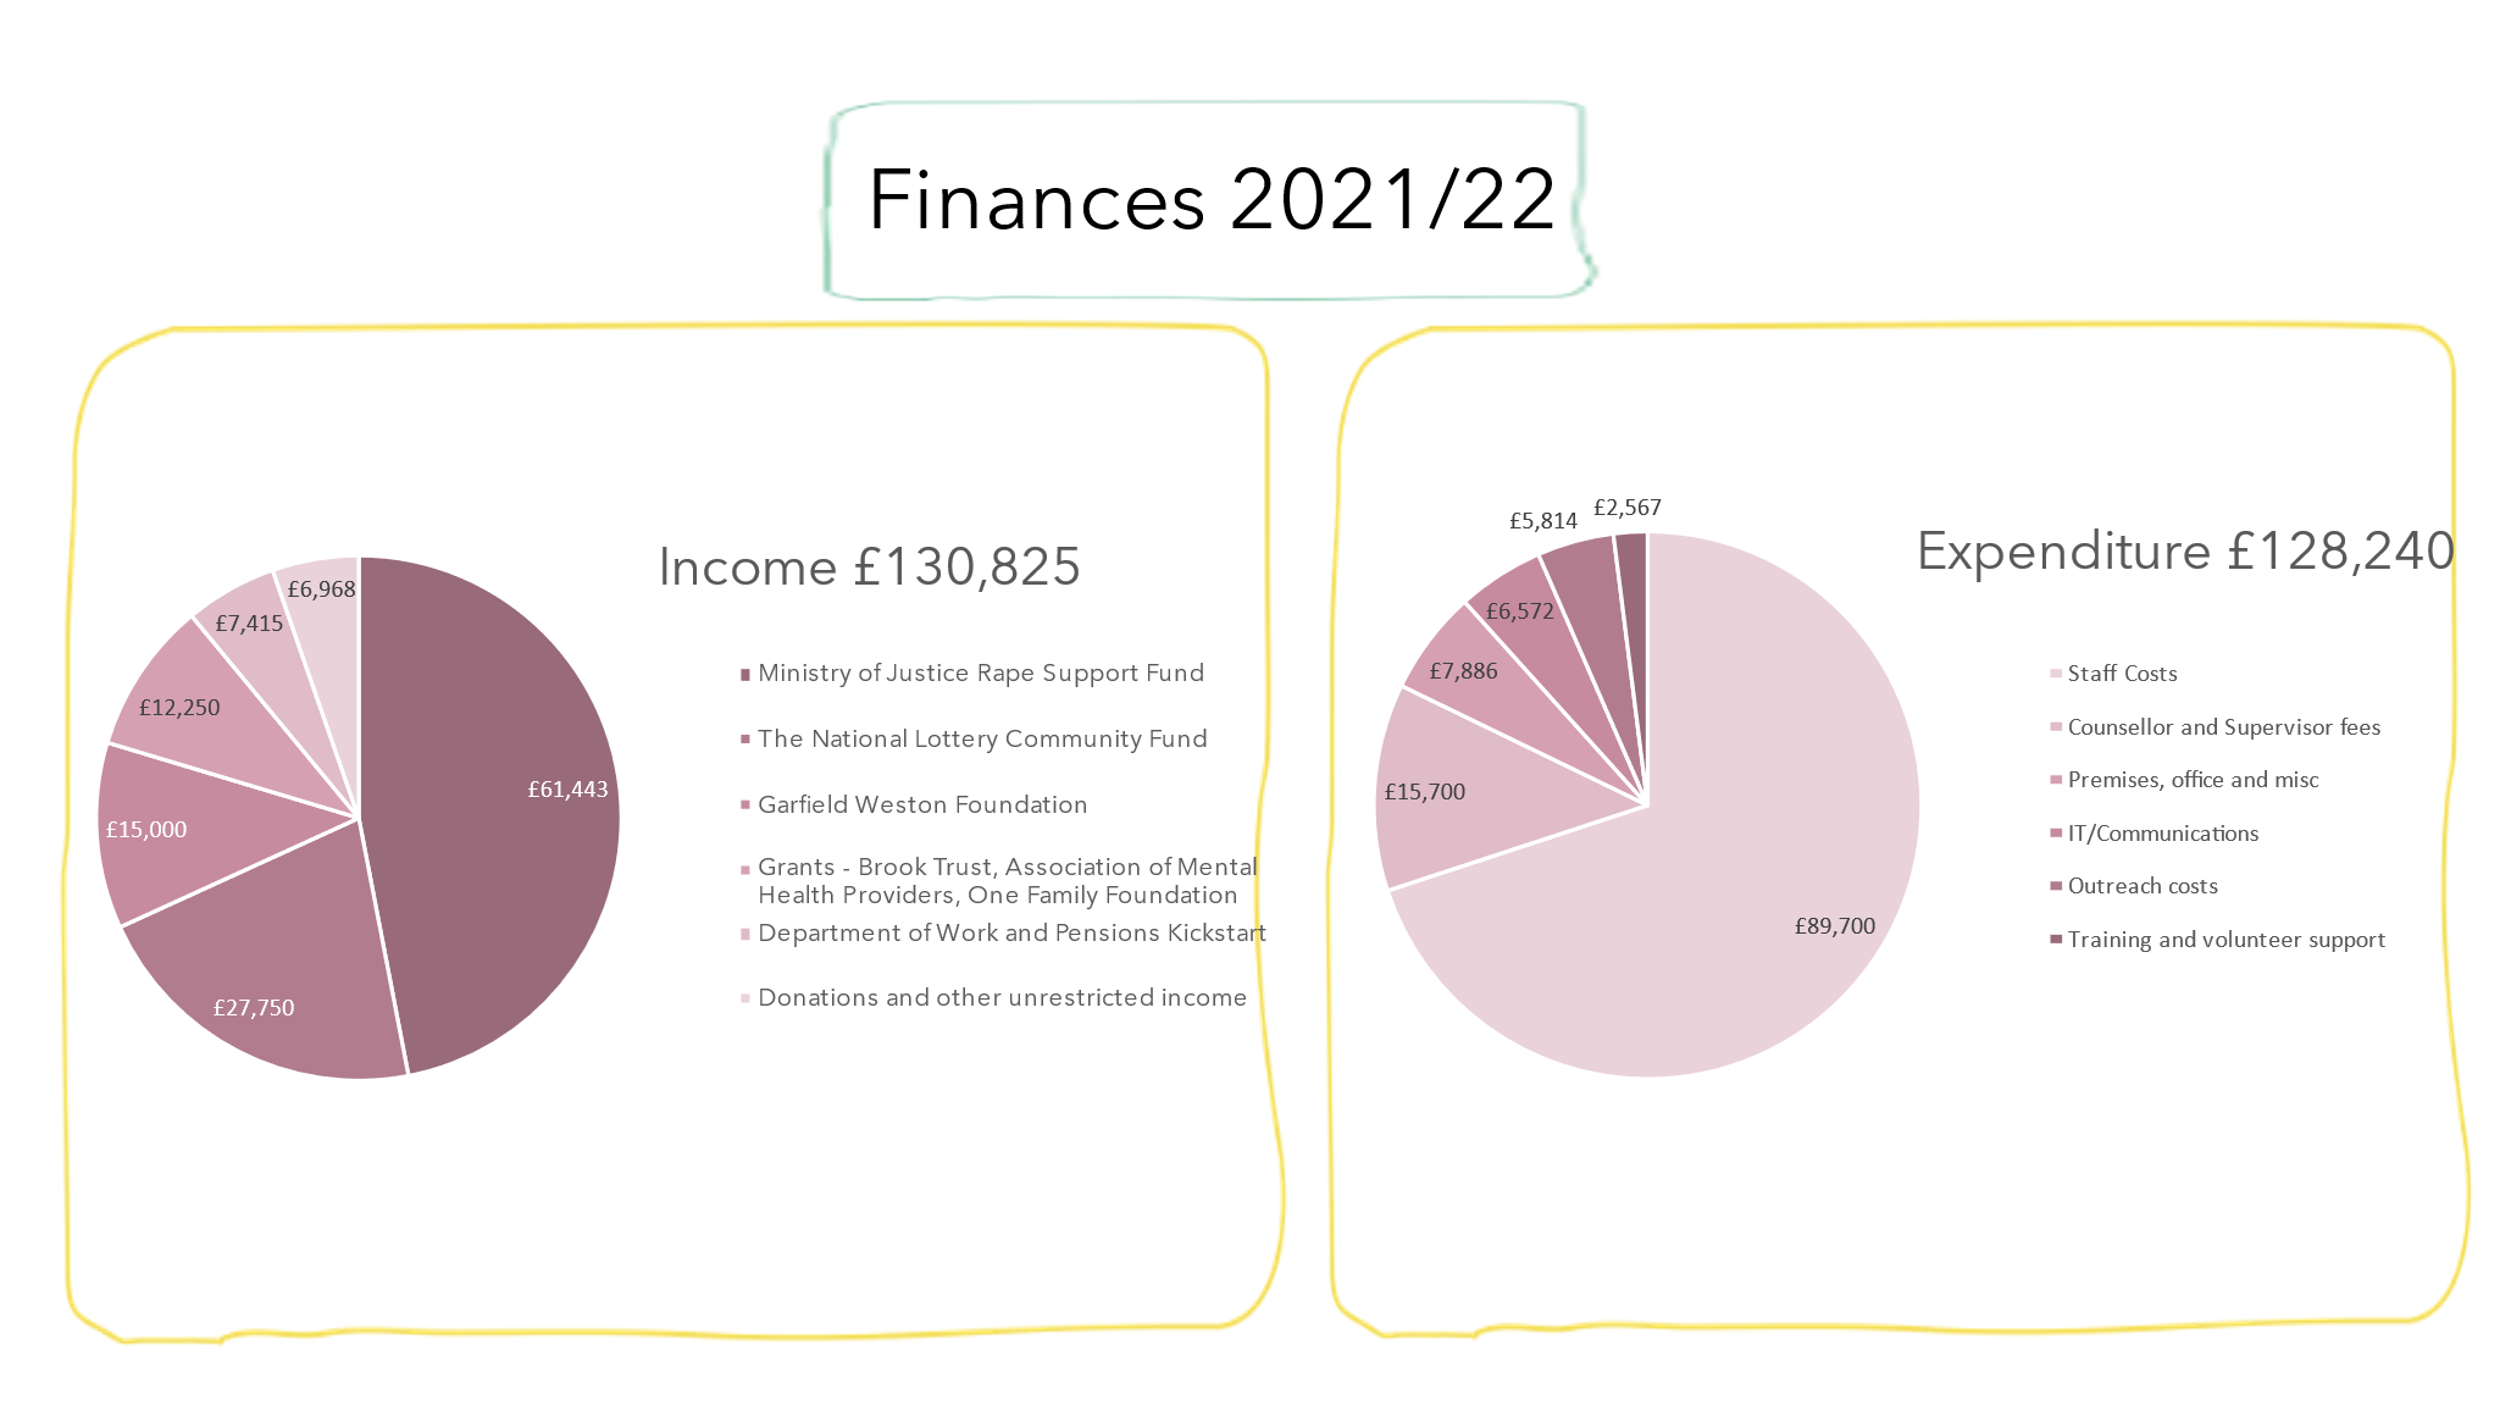 Finances 2021/22
Income £130,825
£6,968
£7,415
£12,250
£15,000
£27,750
£61,443
Ministry of Justice Rape Support Fund
The National Lottery Community Fund
Garfield Weston Foundation
Grants - Brook Trust, Association of Mental
Health Providers, One Family Foundation
Department of Work and Pensions Kickstart
Donations and other unrestricted income
Expenditure £128,240
£2,567
£5,814
£6,572
£7,886
£15,700
£89,700
Staff Costs
Counsellor and Supervisor fees
Premises, office and misc
IT/Communications
Outreach costs
Training and volunteer support